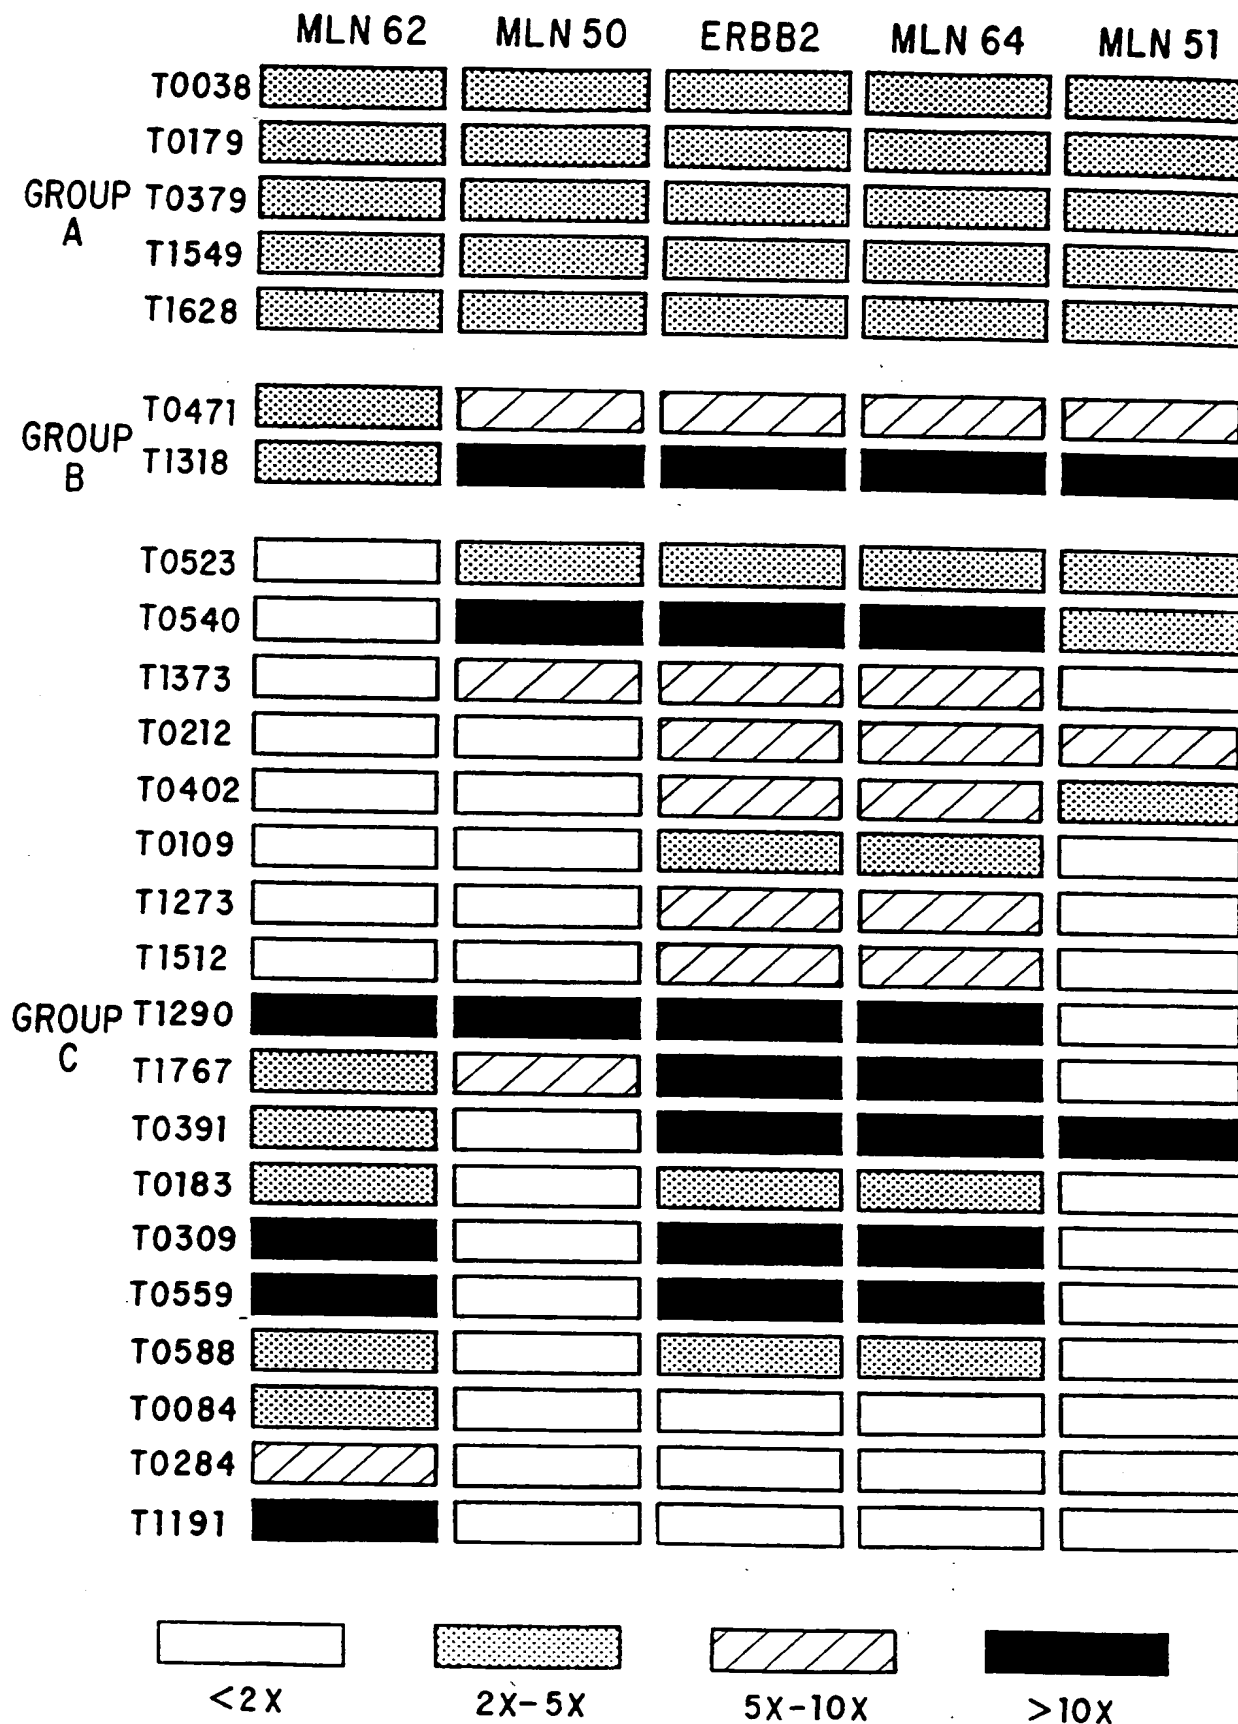 MLN 62 MLN 50 ERBB2 MLN 64 MLN 51
T0038
T0179
GROUP A T0379
T1549
T1628
T0471
GROUP B T1318
T0523
T0540
T1373
T0212
T0402
T0109
T1273
T1512
GROUP C T1290
T1767
T0391
T0183
T0309
T0559
T0588
T0084
T0284
T1191
<2X 2X-5X 5X-10X >10X